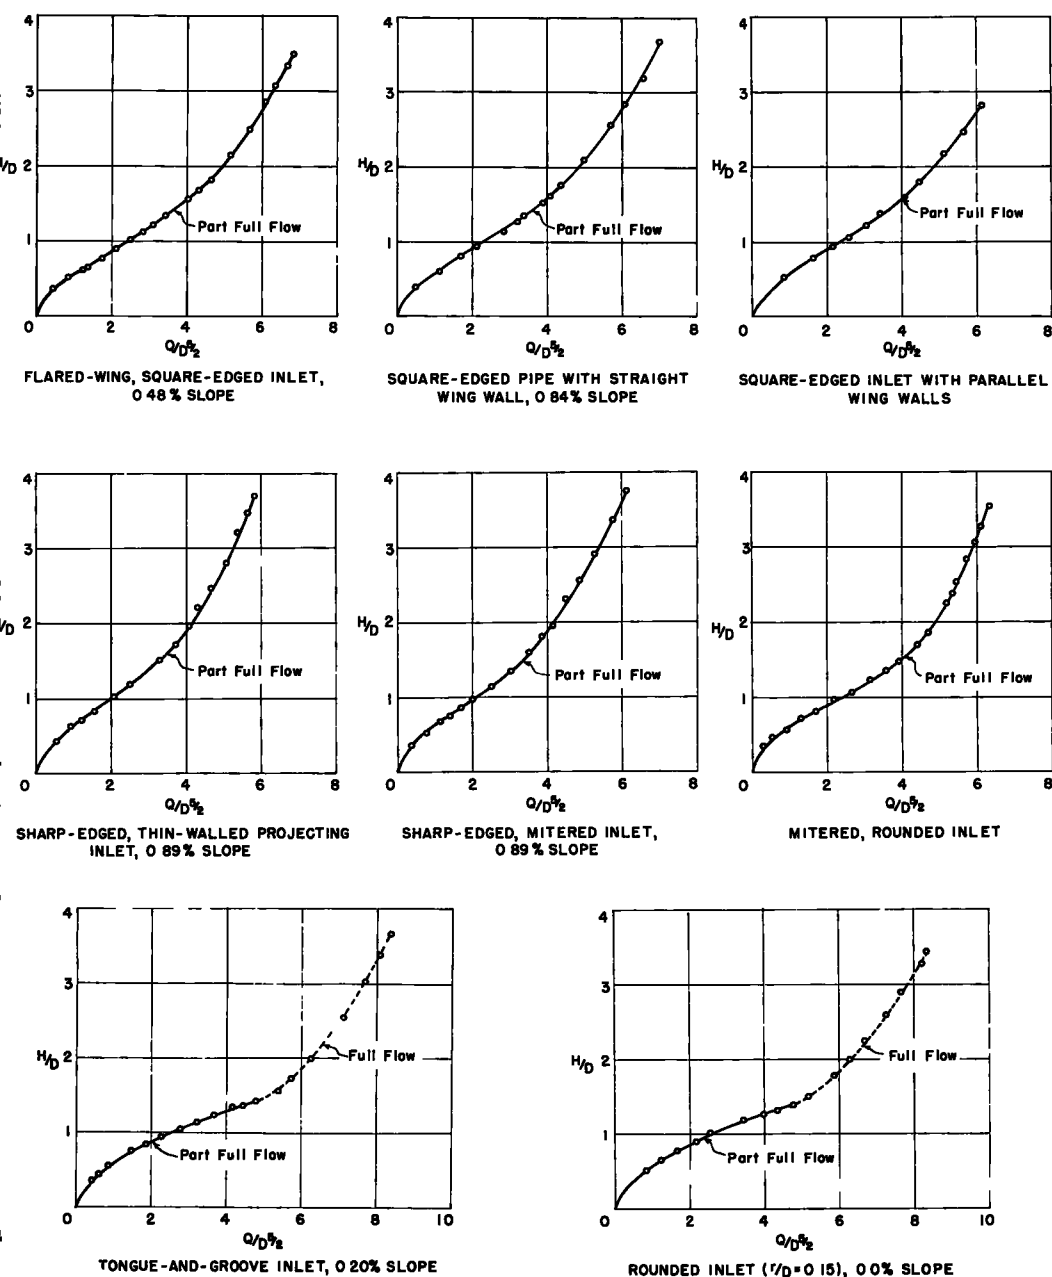 4
3
H/D 2
1
0 2 4 6 8
Part Full Flow
Q/D5/2
FLARED-WING, SQUARE-EDGED INLET,
0 48% SLOPE
4
3
H/D 2
1
0 2 4 6 8
Part Full Flow
Q/D5/2
SQUARE-EDGED PIPE WITH STRAIGHT
WING WALL, 0 84% SLOPE
4
3
H/D 2
1
0 2 4 6 8
Part Full Flow
Q/D5/2
SQUARE-EDGED INLET WITH PARALLEL
WING WALLS
4
3
/D 2
1
0 2 4 6 8
Part Full Flow
Q/D5/2
SHARP-EDGED, THIN-WALLED PROJECTING
INLET, 0 89% SLOPE
4
3
H/D 2
1
0 2 4 6 8
Part Full Flow
Q/D5/2
SHARP-EDGED, MITERED INLET,
0 89% SLOPE
4
3
H/D 2
1
0 2 4 6 8
Part Full Flow
Q/D5/2
MITERED, ROUNDED INLET
4
3
H/D 2
1
0 2 4 6 8 10
Full Flow
Part Full Flow
Q/D5/2
TONGUE-AND-GROOVE INLET, 0 20% SLOPE
4
3
H/D 2
1
0 2 4 6 8 10
Full Flow
Part Full Flow
Q/D5/2
ROUNDED INLET (r/D=0 15), 0 0% SLOPE